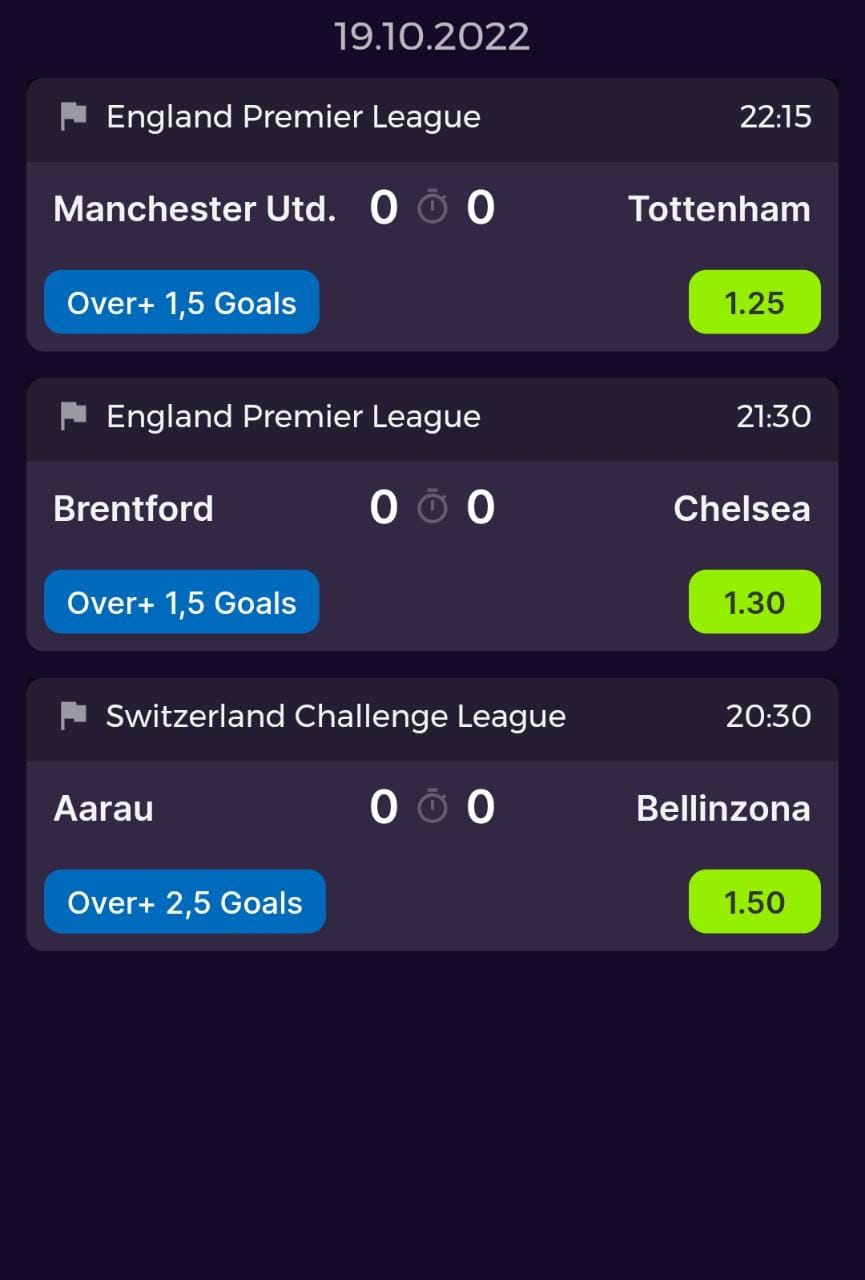 19.10.2022
England Premier League 22:15
Manchester Utd. 0 0 Tottenham
Over+ 1,5 Goals 1.25
England Premier League 21:30
Brentford 0 0 Chelsea
Over+ 1,5 Goals 1.30
Switzerland Challenge League 20:30
Aarau 0 0 Bellinzona
Over+ 2,5 Goals 1.50